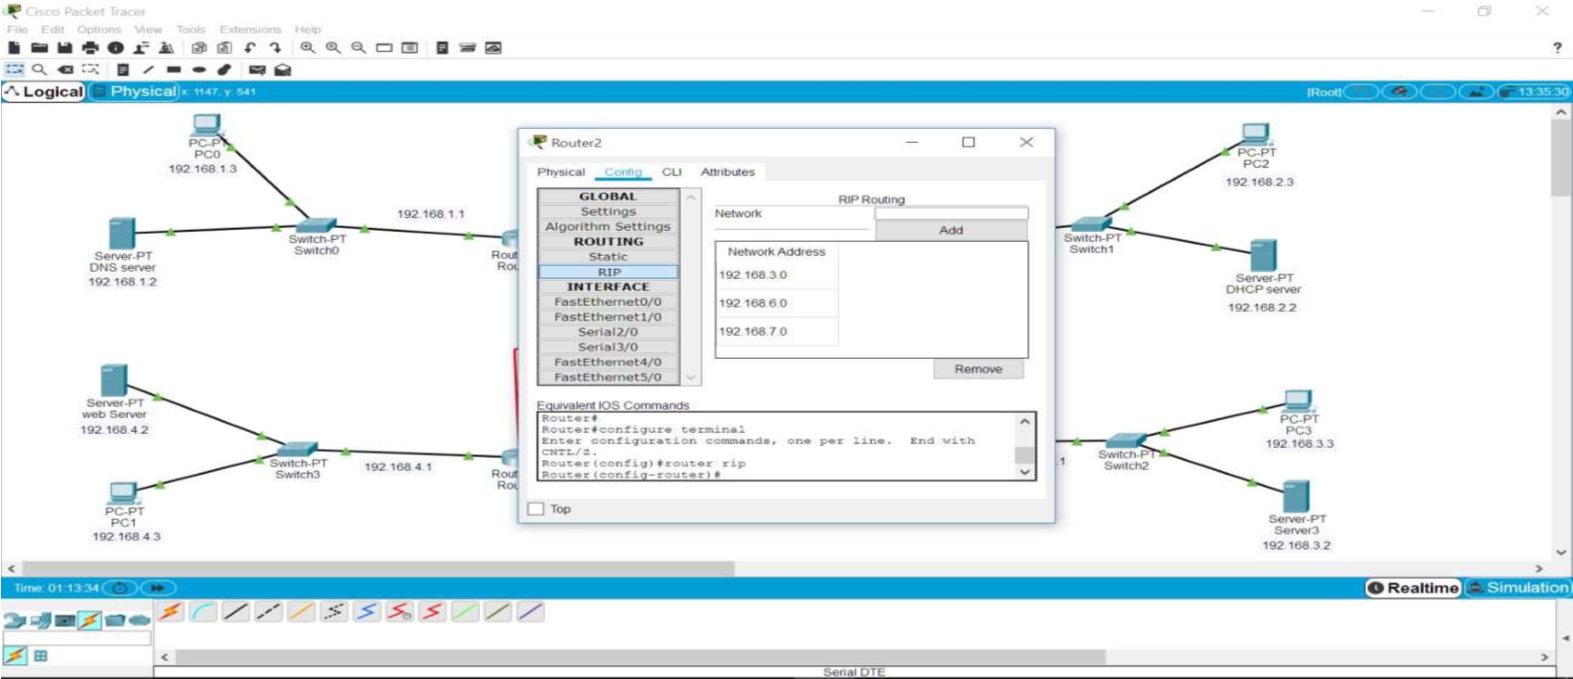 Cisco Packet Tracer
File Edit Options View Tools Extensions Help
?
Logical Physical x: 1147, y: 541
[Root] 13:35:30
PC-PT
PC0
192.168.1.3
Server-PT
DNS server
192.168.1.2
Switch-PT
Switch0
192.168.1.1
Rout
Rou
Server-PT
web Server
192.168.4.2
Switch-PT
Switch3
192.168.4.1
Rout
Rou
PC-PT
PC1
192.168.4.3
Router2
Physical Config CLI Attributes
GLOBAL
Settings
Algorithm Settings
ROUTING
Static
RIP
INTERFACE
FastEthernet0/0
FastEthernet1/0
Serial2/0
Serial3/0
FastEthernet4/0
FastEthernet5/0
RIP Routing
Network
Add
Network Address
192.168.3.0
192.168.6.0
192.168.7.0
Remove
Equivalent IOS Commands
Router#
Router#configure terminal
Enter configuration commands, one per line. End with
CNTL/Z.
Router(config)#router rip
Router(config-router)#
Top
PC-PT
PC2
192.168.2.3
Switch-PT
Switch1
Server-PT
DHCP server
192.168.2.2
PC-PT
PC3
192.168.3.3
.1
Switch-PT
Switch2
Server-PT
Server3
192.168.3.2
Time: 01:13:34
Realtime Simulation
Serial DTE